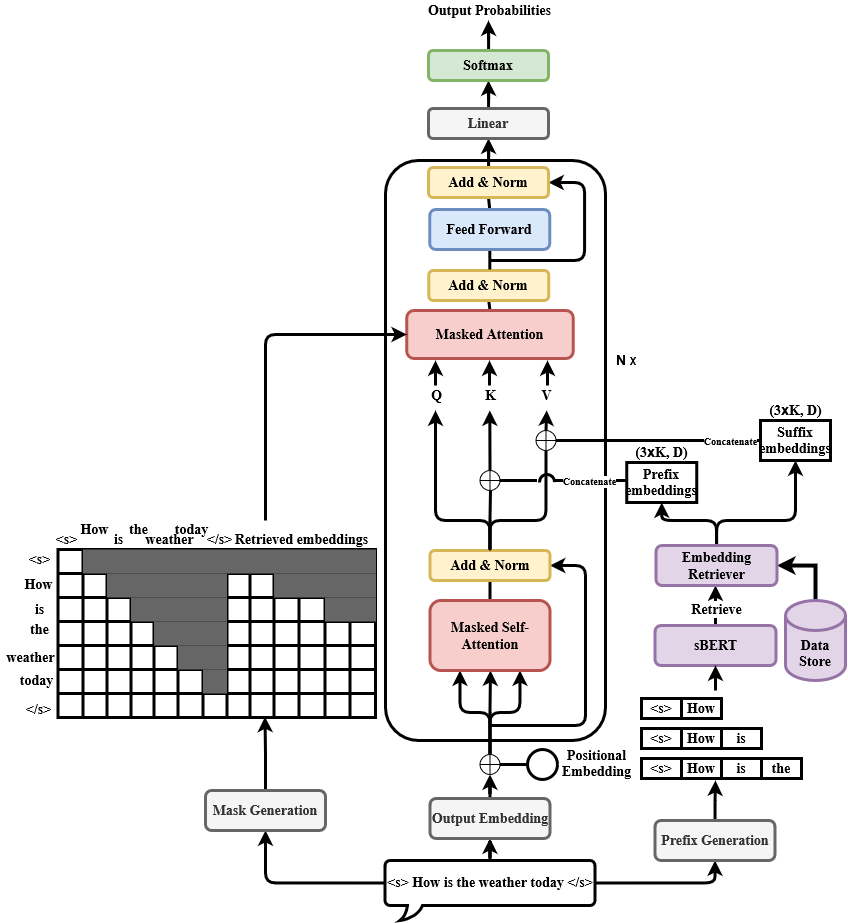 Output Probabilities
Softmax
Linear
Add & Norm
Feed Forward
Add & Norm
Masked Attention
N x
Q K V
(3xK, D)
Suffix
embeddings
Concatenate
(3xK, D)
Prefix
embeddings
Concatenate
<s> How is the weather today </s> Retrieved embeddings
<s>
How
is
the
weather
today
</s>
Add & Norm
Masked Self-
Attention
Embedding
Retriever
Retrieve
sBERT
Data
Store
<s> How
<s> How is
<s> How is the
Positional
Embedding
Mask Generation
Output Embedding
Prefix Generation
<s> How is the weather today </s>